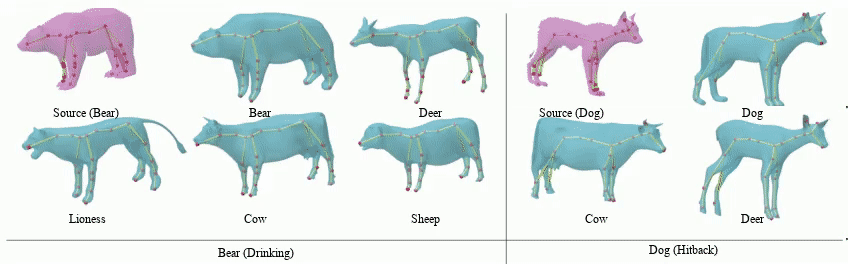 Source (Bear) Bear Deer Source (Dog) Dog
Lioness Cow Sheep Cow Deer
Bear (Drinking) Dog (Hitback)